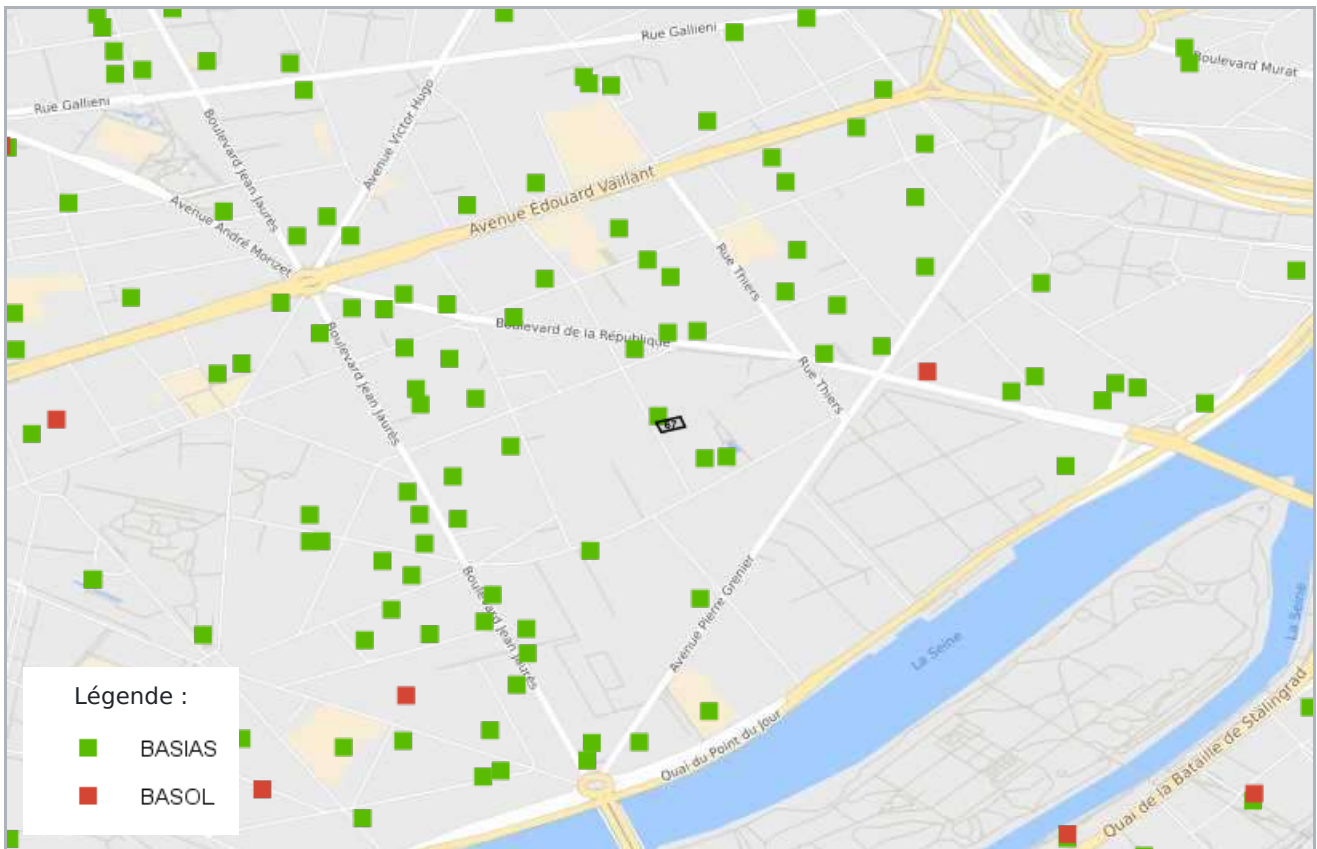 Rue Gallieni
Boulevard Murat
Rue Gallieni
Boulevard Jean Jaurès
Avenue Victor Hugo
Avenue Édouard Vaillant
Avenue André Morizet
Rue Thiers
Boulevard de la République
Boulevard Jean Jaurès
Rue Thiers
67
Boulevard Jean Jaurès
Avenue Pierre Grenier
La Seine
La Seine
Quai du Point du Jour
Quai de la Bataille de Stalingrad
Légende :
BASIAS
BASOL